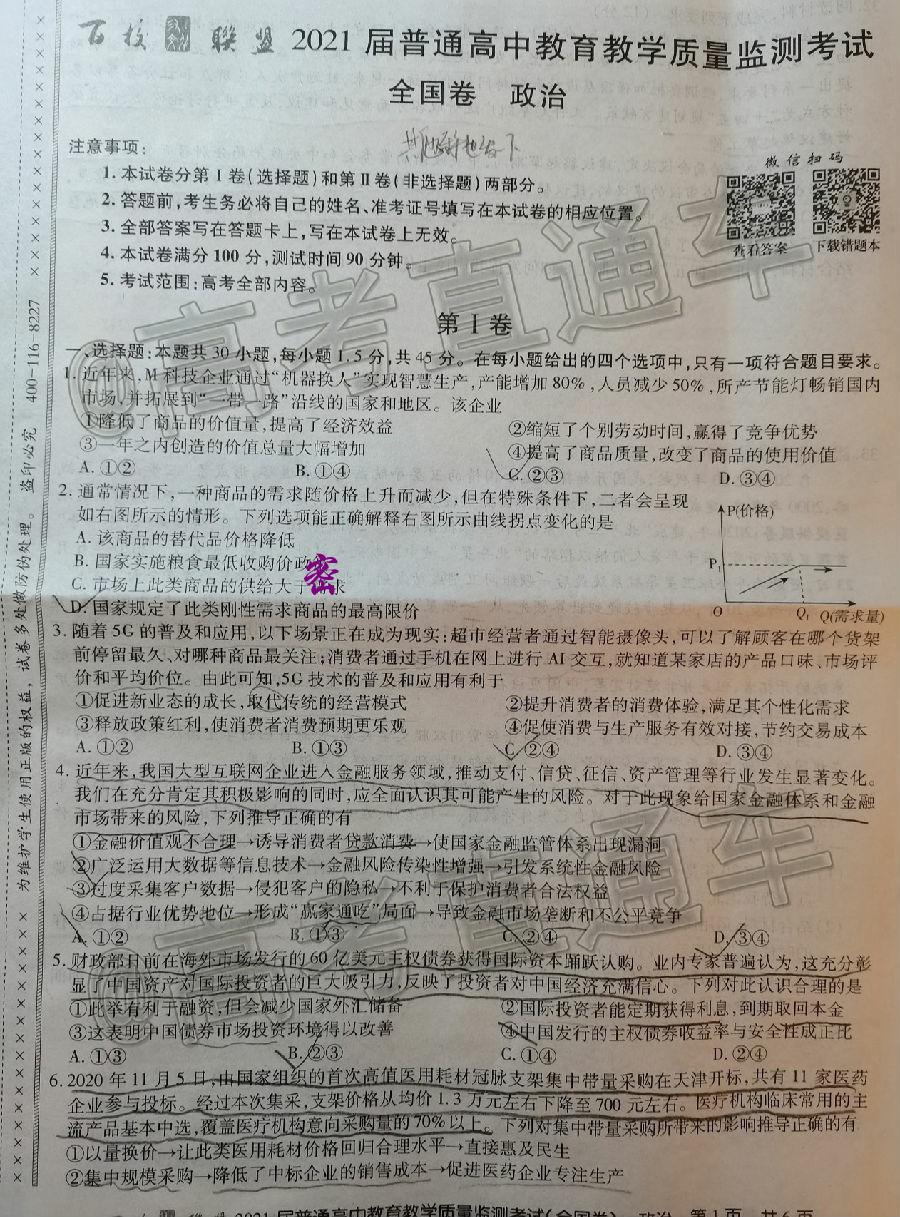 百校联盟 2021届普通高中教育教学质量监测考试
全国卷 政治
注意事项:
微信扫码
1.本试卷分第Ⅰ卷(选择题)和第Ⅱ卷(非选择题)两部分。
2.答题前,考生务必将自己的姓名、准考证号填写在本试卷的相应位置。
3.全部答案写在答题卡上,写在本试卷上无效。
查看答案 下载错题本
4.本试卷满分100分,测试时间90分钟。
5.考试范围:高考全部内容。
第Ⅰ卷
一、选择题:本题共30小题,每小题1.5分,共45分。在每小题给出的四个选项中,只有一项符合题目要求。
1.近年来,M科技企业通过“机器换人”实现智慧生产,产能增加80%,人员减少50%,所产节能灯畅销国内
市场,并拓展到“一带一路”沿线的国家和地区。该企业
①降低了商品的价值量,提高了经济效益 ②缩短了个别劳动时间,赢得了竞争优势
③一年之内创造的价值总量大幅增加 ④提高了商品质量,改变了商品的使用价值
A.①② B.①④ C.②③ D.③④
2.通常情况下,一种商品的需求随价格上升而减少,但在特殊条件下,二者会呈现
如右图所示的情形。下列选项能正确解释右图所示曲线拐点变化的是
A.该商品的替代品价格降低
B.国家实施粮食最低收购价政
C.市场上此类商品的供给大于 求
D.国家规定了此类刚性需求商品的最高限价
密
P(价格)
P₁
O Q₁ Q(需求量)
3.随着5G的普及和应用,以下场景正在成为现实:超市经营者通过智能摄像头,可以了解顾客在哪个货架
前停留最久、对哪种商品最关注;消费者通过手机在网上进行AI交互,就知道某家店的产品口味、市场评
价和平均价位。由此可知,5G技术的普及和应用有利于
①促进新业态的成长,取代传统的经营模式 ②提升消费者的消费体验,满足其个性化需求
③释放政策红利,使消费者消费预期更乐观 ④促使消费与生产服务有效对接,节约交易成本
A.①② B.①③ C.②④ D.③④
4.近年来,我国大型互联网企业进入金融服务领域,推动支付、信贷、征信、资产管理等行业发生显著变化。
我们在充分肯定其积极影响的同时,应全面认识其可能产生的风险。对于此现象给国家金融体系和金融
市场带来的风险,下列推导正确的有
①金融价值观不合理→诱导消费者贷款消费→使国家金融监管体系出现漏洞
②广泛运用大数据等信息技术→金融风险传染性增强→引发系统性金融风险
③过度采集客户数据→侵犯客户的隐私→不利于保护消费者合法权益
④占据行业优势地位→形成“赢家通吃”局面→导致金融市场垄断和不公平竞争
A.①② B.①③ C.②④ D.③④
5.财政部日前在海外市场发行的60亿美元主权债券获得国际资本踊跃认购。业内专家普遍认为,这充分彰
显了中国资产对国际投资者的巨大吸引力,反映了投资者对中国经济充满信心。下列对此认识合理的是
①此举有利于融资,但会减少国家外汇储备 ②国际投资者能定期获得利息,到期取回本金
③这表明中国债券市场投资环境得以改善 ④中国发行的主权债券收益率与安全性成正比
A.①③ B.②③ C.①④ D.②④
6.2020年11月5日,由国家组织的首次高值医用耗材冠脉支架集中带量采购在天津开标,共有11家医药
企业参与投标。经过本次集采,支架价格从均价1.3万元左右下降至700元左右。医疗机构临床常用的主
流产品基本中选,覆盖医疗机构意向采购量的70%以上。下列对集中带量采购所带来的影响推导正确的有
①以量换价→让此类医用耗材价格回归合理水平→直接惠及民生
②集中规模采购→降低了中标企业的销售成本→促进医药企业专注生产
2021届普通高中教育教学质量监测考试(全国卷) 政治 第1页 共6页
为维护学生使用正版的权益,试卷多处做防伪处理。 盗印必究 400-116-8227
@高考直通车
@高考直通车